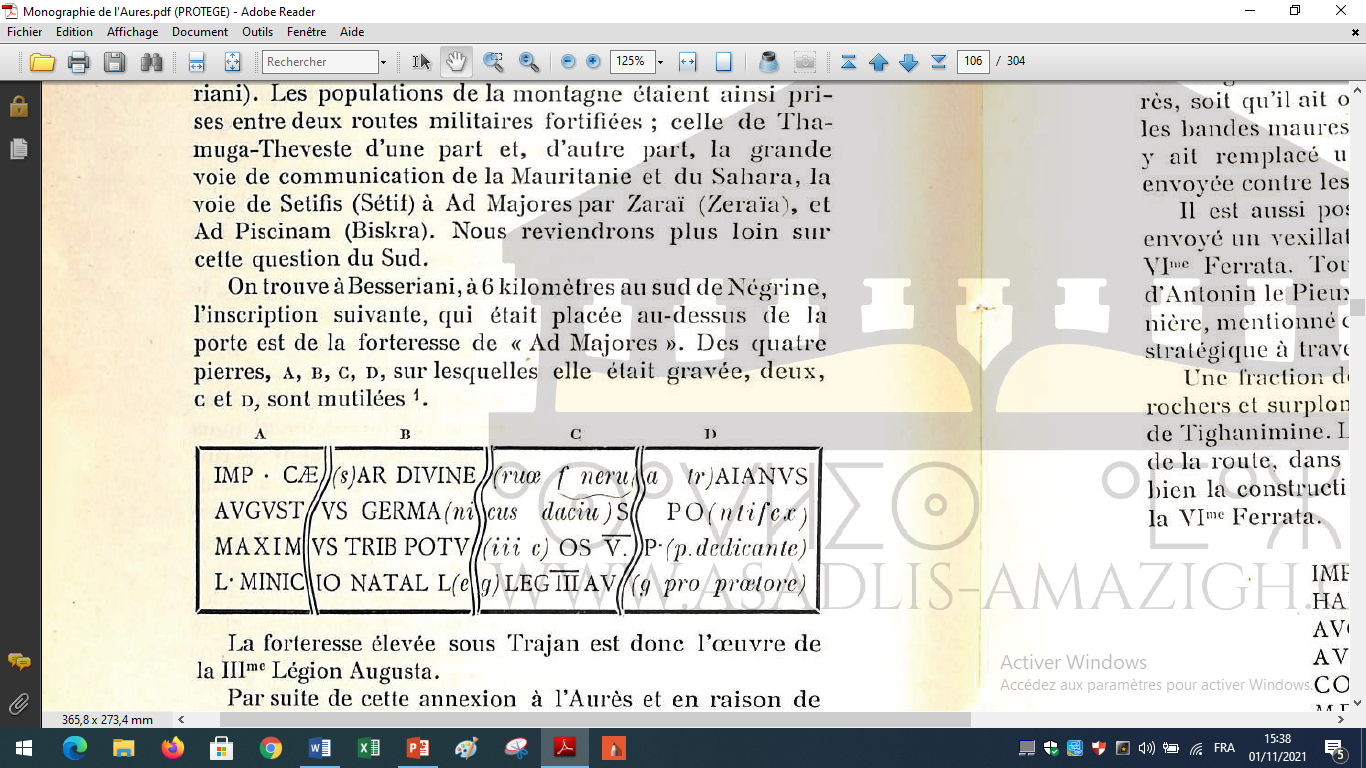 Monographie de l'Aures.pdf (PROTEGE) - Adobe Reader
Fichier Edition Affichage Document Outils Fenêtre Aide
Rechercher 125% 106 / 304
riani). Les populations de la montagne étaient ainsi pri-
ses entre deux routes militaires fortifiées ; celle de Tha-
muga-Theveste d'une part et, d'autre part, la grande
voie de communication de la Mauritanie et du Sahara, la
voie de Setifis (Sétif) à Ad Majores par Zaraï (Zeraïa), et
Ad Piscinam (Biskra). Nous reviendrons plus loin sur
cette question du Sud.
On trouve à Besseriani, à 6 kilomètres au sud de Négrine,
l'inscription suivante, qui était placée au-dessus de la
porte est de la forteresse de « Ad Majores ». Des quatre
pierres, A, B, C, D, sur lesquelles elle était gravée, deux,
C et D, sont mutilées 1.
A B C D
IMP · CÆ (s)AR DIVINE (ruæ f neru a tr)AIANVS
AVGVST VS GERMA(ni cus daciu)S PO(ntifex)
MAXIM VS TRIB POTV (iii c) OS V. P·(p. dedicante)
L· MINIC IO NATAL L(e g) LEG III AV (g pro prætore)
La forteresse élevée sous Trajan est donc l'œuvre de
la IIIme Légion Augusta.
Par suite de cette annexion à l'Aurès et en raison de
rès, soit qu'il ait o
les bandes maures
y ait remplacé u
envoyée contre les
Il est aussi pos
envoyé un vexillat
VIme Ferrata. Tou
d'Antonin le Pieux
nière, mentionné c
stratégique à trave
Une fraction de
rochers et surplon
de Tighanimine. L
de la route, dans
bien la constructi
la VIme Ferrata.
IMP
HA
AV
AV
CO
WWW.ASADLIS-AMAZIGH.C
Activer Windows
Accédez aux paramètres pour activer Windows.
365,8 x 273,4 mm
FRA
15:38
01/11/2021
5